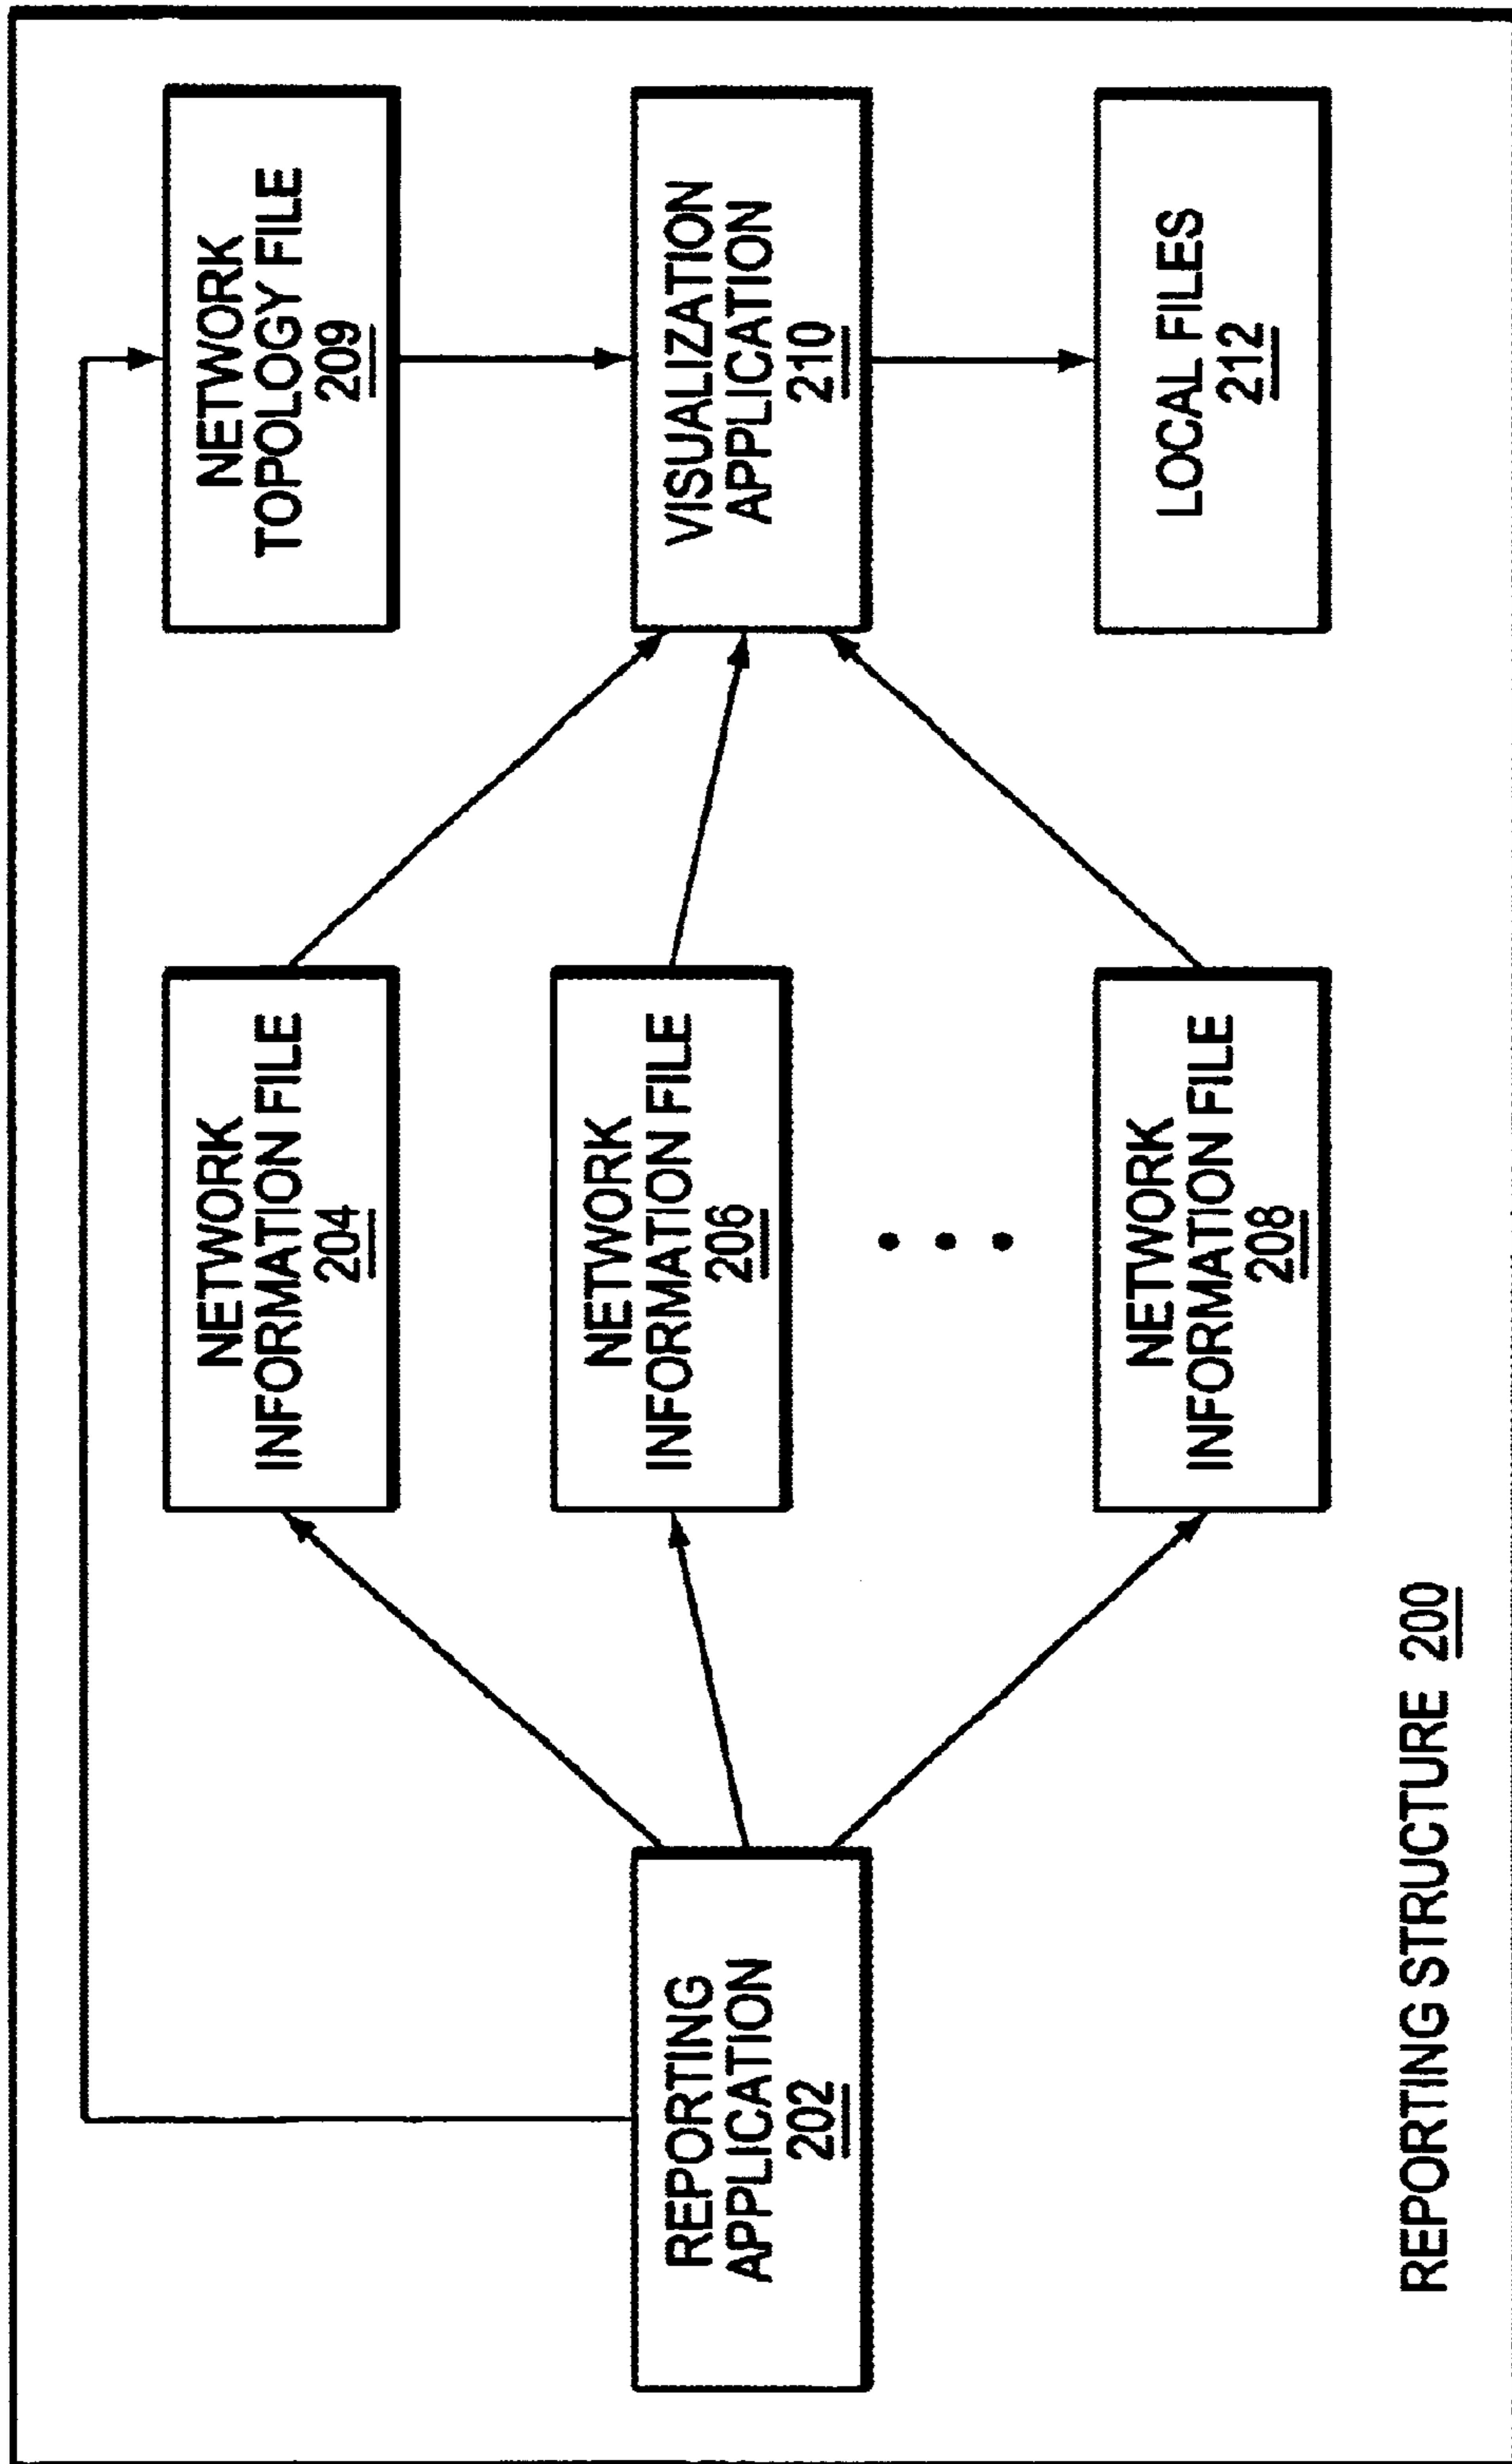 REPORTING
APPLICATION
202
NETWORK
INFORMATION FILE
204
NETWORK
INFORMATION FILE
206
NETWORK
INFORMATION FILE
208
NETWORK
TOPOLOGY FILE
209
VISUALIZATION
APPLICATION
210
LOCAL FILES
212
REPORTING STRUCTURE 200